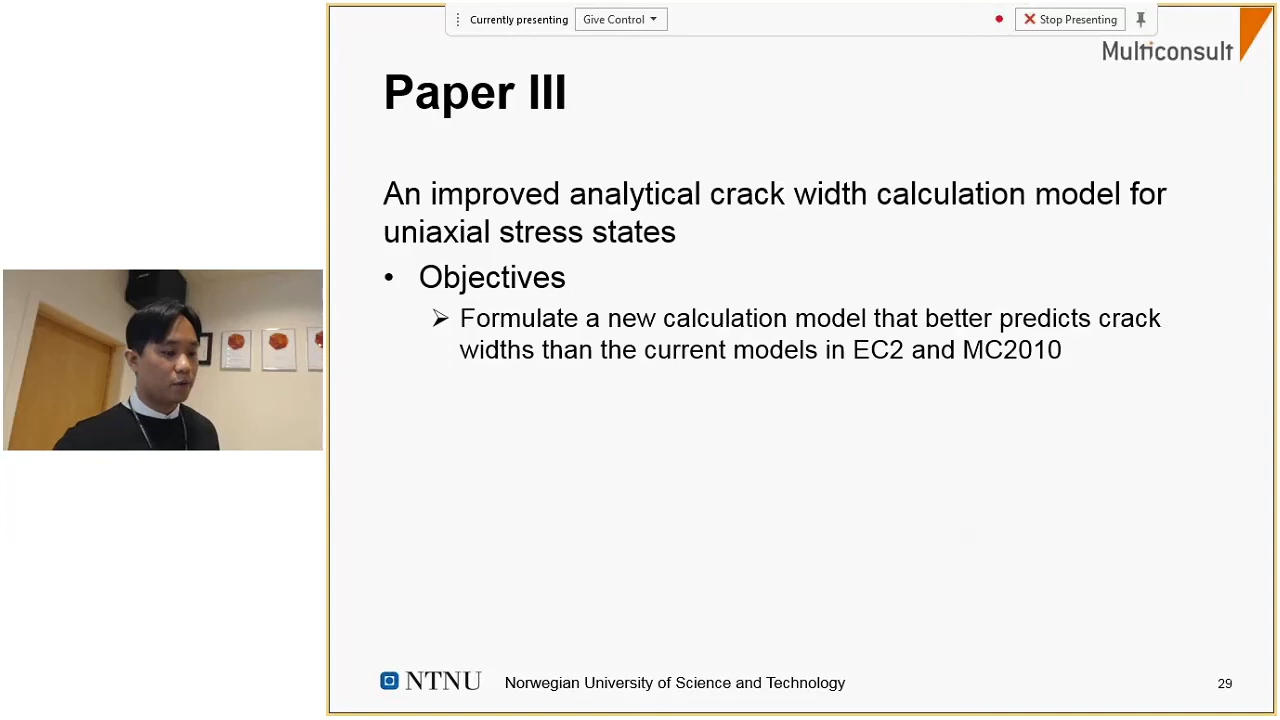 Currently presenting
Give Control
Stop Presenting
Multiconsult
Paper III
An improved analytical crack width calculation model for
uniaxial stress states
• Objectives
➢ Formulate a new calculation model that better predicts crack
widths than the current models in EC2 and MC2010
NTNU
Norwegian University of Science and Technology
29